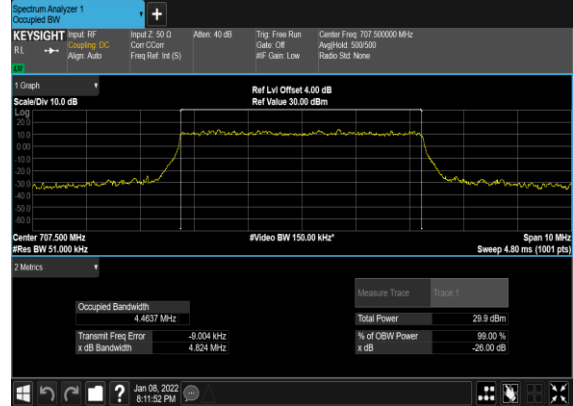 Spectrum Analyzer 1
Occupied BW
KEYSIGHT Input: RF Input Z: 50 Ω Atten: 40 dB Trig: Free Run Center Freq: 707.500000 MHz
RL Coupling: DC Corr CCorr Gate: Off Avg|Hold: 500/500
Align: Auto Freq Ref: Int (S) #IF Gain: Low Radio Std: None
LU
1 Graph
Ref Lvl Offset 4.00 dB
Scale/Div 10.0 dB Ref Value 30.00 dBm
Log
20.0
10.0
0.00
-10.0
-20.0
-30.0
-40.0
-50.0
-60.0
Center 707.500 MHz #Video BW 150.00 kHz* Span 10 MHz
#Res BW 51.000 kHz Sweep 4.80 ms (1001 pts)
2 Metrics
Measure Trace Trace 1
Occupied Bandwidth
4.4637 MHz
Total Power 29.9 dBm
Transmit Freq Error -9.004 kHz % of OBW Power 99.00 %
x dB Bandwidth 4.824 MHz x dB -26.00 dB
? Jan 08, 2022
8:11:52 PM